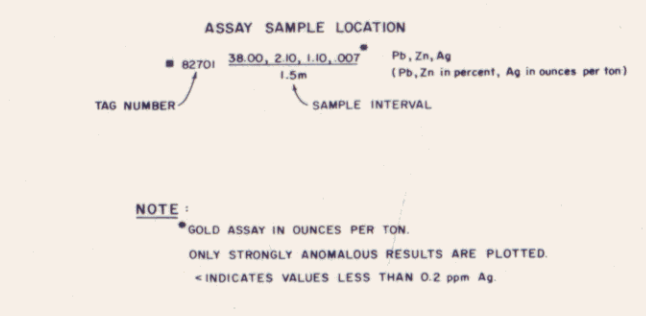 ASSAY SAMPLE LOCATION
■ 82701 38.00, 2.10, 1.10, .007* Pb, Zn, Ag
1.5m (Pb, Zn in percent, Ag in ounces per ton)
TAG NUMBER SAMPLE INTERVAL
NOTE :
*GOLD ASSAY IN OUNCES PER TON.
ONLY STRONGLY ANOMALOUS RESULTS ARE PLOTTED.
< INDICATES VALUES LESS THAN 0.2 ppm Ag.